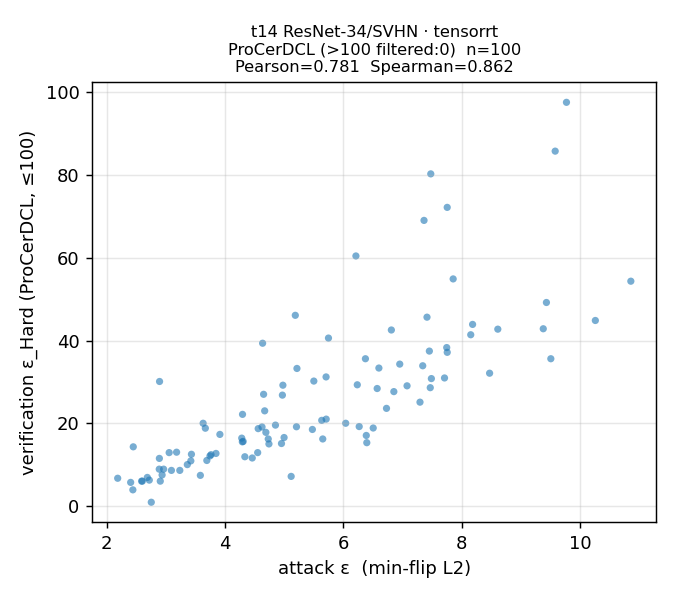 t14 ResNet-34/SVHN · tensorrt
ProCerDCL (>100 filtered:0)  n=100
Pearson=0.781  Spearman=0.862
verification ε_Hard (ProCerDCL, ≤100)
100
80
60
40
20
0
2 4 6 8 10
attack ε  (min-flip L2)